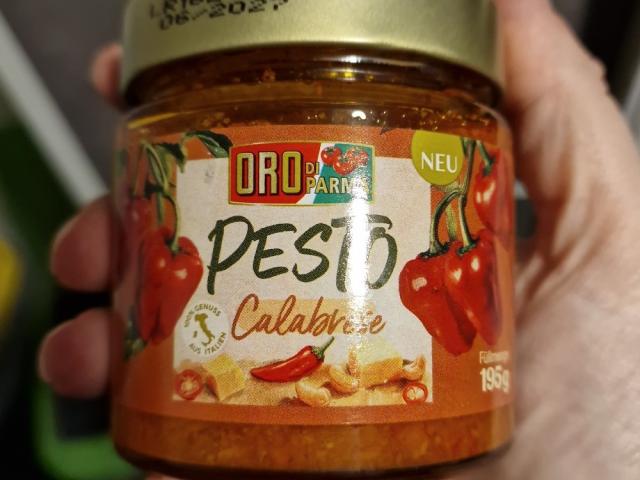 NEU
ORO DI
PARMA
PESTO
Calabrese
100% GENUSS
AUS ITALIEN
Füllmenge
195g